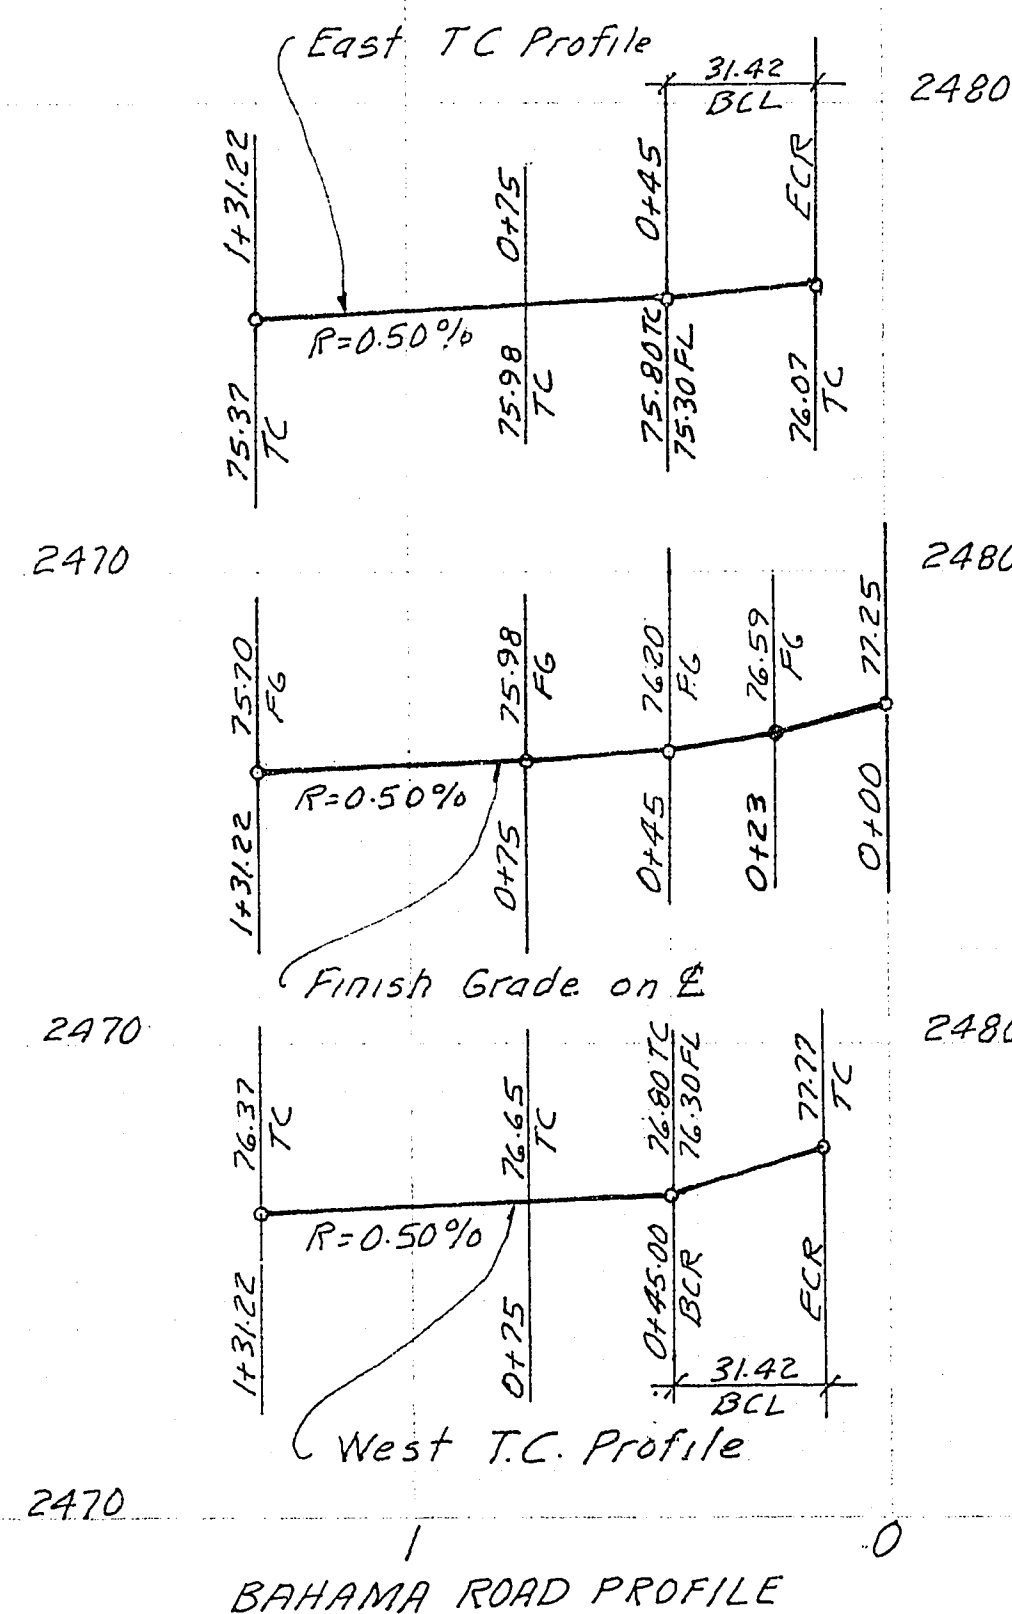 East TC Profile
31.42
BCL
2480
1+31.22
0+75
0+45
ECR
R=0.50%
75.37
TC
75.98
TC
75.80TC
75.30FL
76.07
TC
2470
2480
75.70
FG
75.98
FG
76.20
FG
76.59
FG
77.25
R=0.50%
1+31.22
0+75
0+45
0+23
0+00
Finish Grade on ℄
2470
2480
76.37
TC
76.65
TC
76.80TC
76.30FL
77.77
TC
R=0.50%
1+31.22
0+75
0+45.00
BCR
ECR
31.42
BCL
West T.C. Profile
2470
1
0
BAHAMA ROAD PROFILE